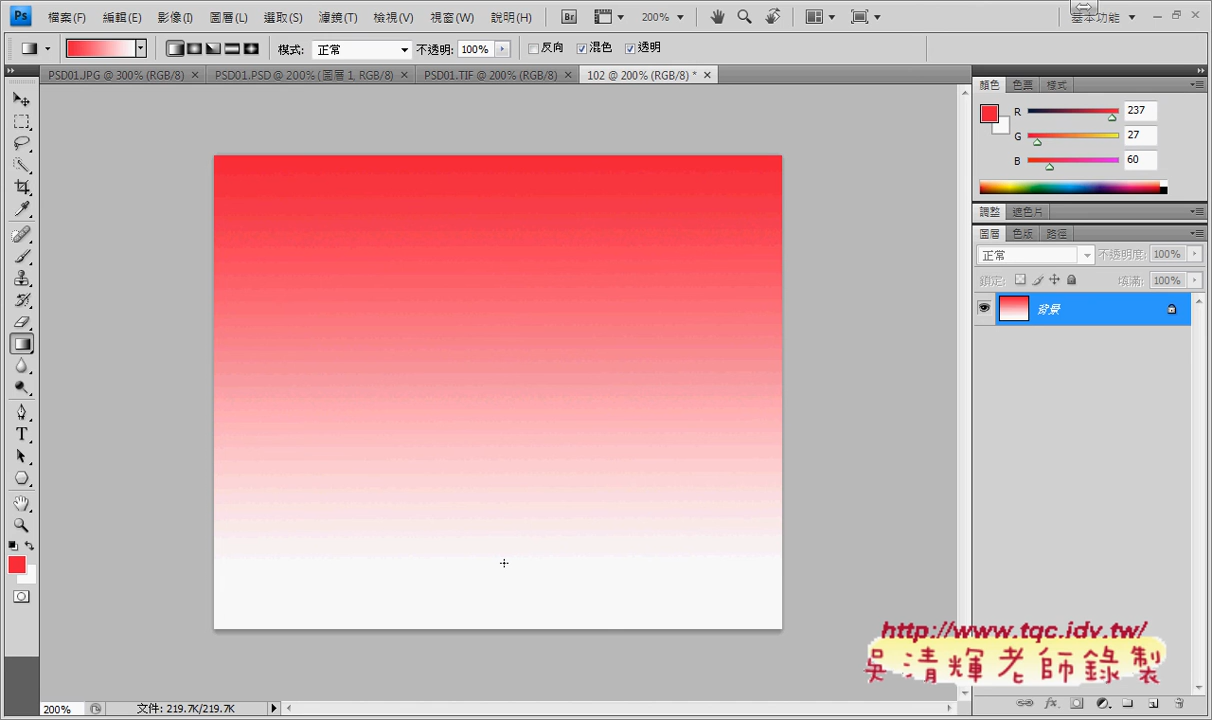 Ps 檔案(F) 編輯(E) 影像(I) 圖層(L) 選取(S) 濾鏡(T) 檢視(V) 視窗(W) 說明(H) Br 200% 基本功能
模式: 正常 不透明: 100% 反向 混色 透明
PSD01.JPG @ 300% (RGB/8) PSD01.PSD @ 200% (圖層 1, RGB/8) PSD01.TIF @ 200% (RGB/8) 102 @ 200% (RGB/8) *
顏色 色票 樣式
R 237
G 27
B 60
調整 遮色片
圖層 色版 路徑
正常 不透明度: 100%
鎖定: 填滿: 100%
背景
T
http://www.tqc.idv.tw/
吳清輝老師錄製
200% 文件: 219.7K/219.7K
fx